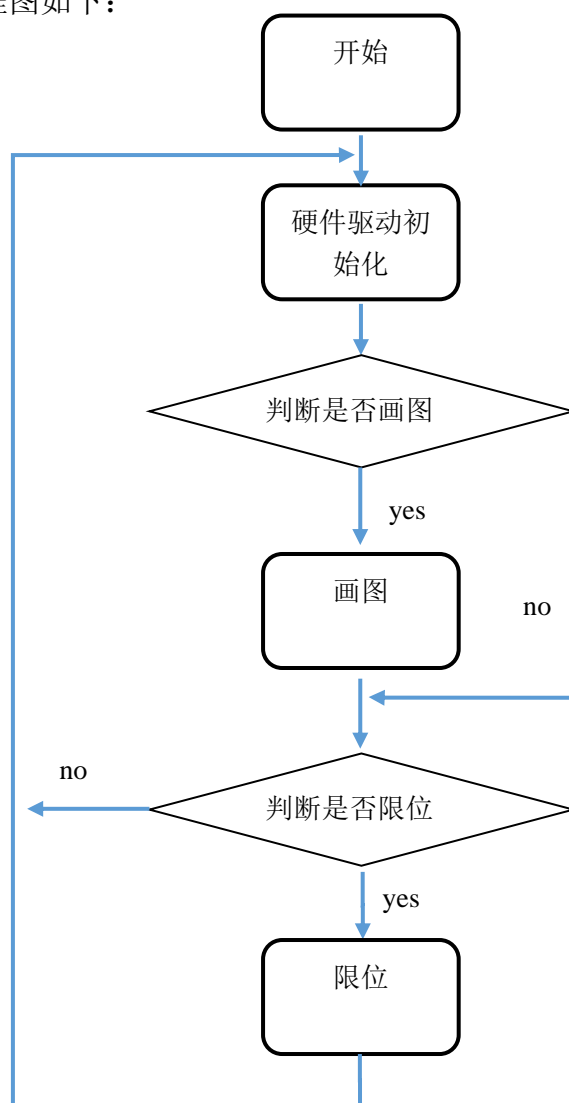 图如下：
开始
硬件驱动初
始化
判断是否画图
yes
画图
no
no
判断是否限位
yes
限位